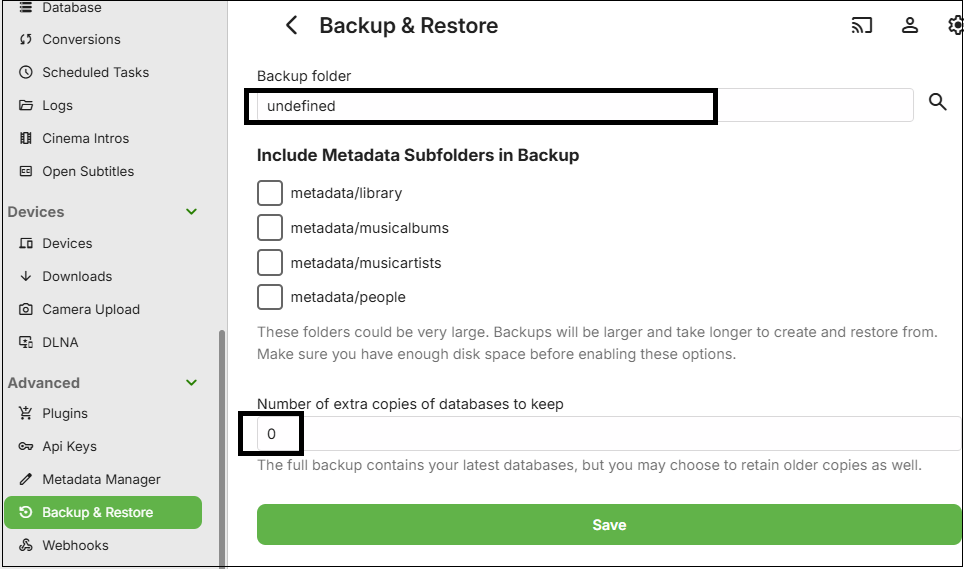 Database
Conversions
Scheduled Tasks
Logs
Cinema Intros
Open Subtitles
Devices
Devices
Downloads
Camera Upload
DLNA
Advanced
Plugins
Api Keys
Metadata Manager
Backup & Restore
Webhooks
Backup & Restore
Backup folder
undefined
Include Metadata Subfolders in Backup
metadata/library
metadata/musicalbums
metadata/musicartists
metadata/people
These folders could be very large. Backups will be larger and take longer to create and restore from.
Make sure you have enough disk space before enabling these options.
Number of extra copies of databases to keep
0
The full backup contains your latest databases, but you may choose to retain older copies as well.
Save